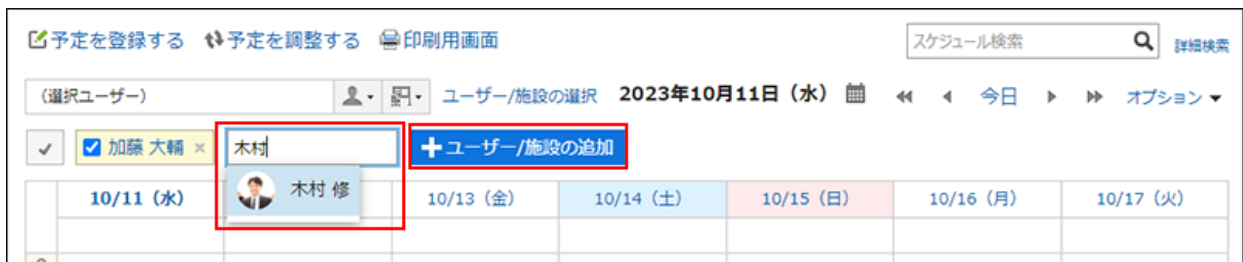 予定を登録する 予定を調整する 印刷用画面 スケジュール検索 詳細検索
(選択ユーザー) ユーザー/施設の選択 2023年10月11日(水) 今日 オプション
加藤 大輔 × 木村 +ユーザー/施設の追加
木村 修
10/11(水) 10/13(金) 10/14(土) 10/15(日) 10/16(月) 10/17(火)